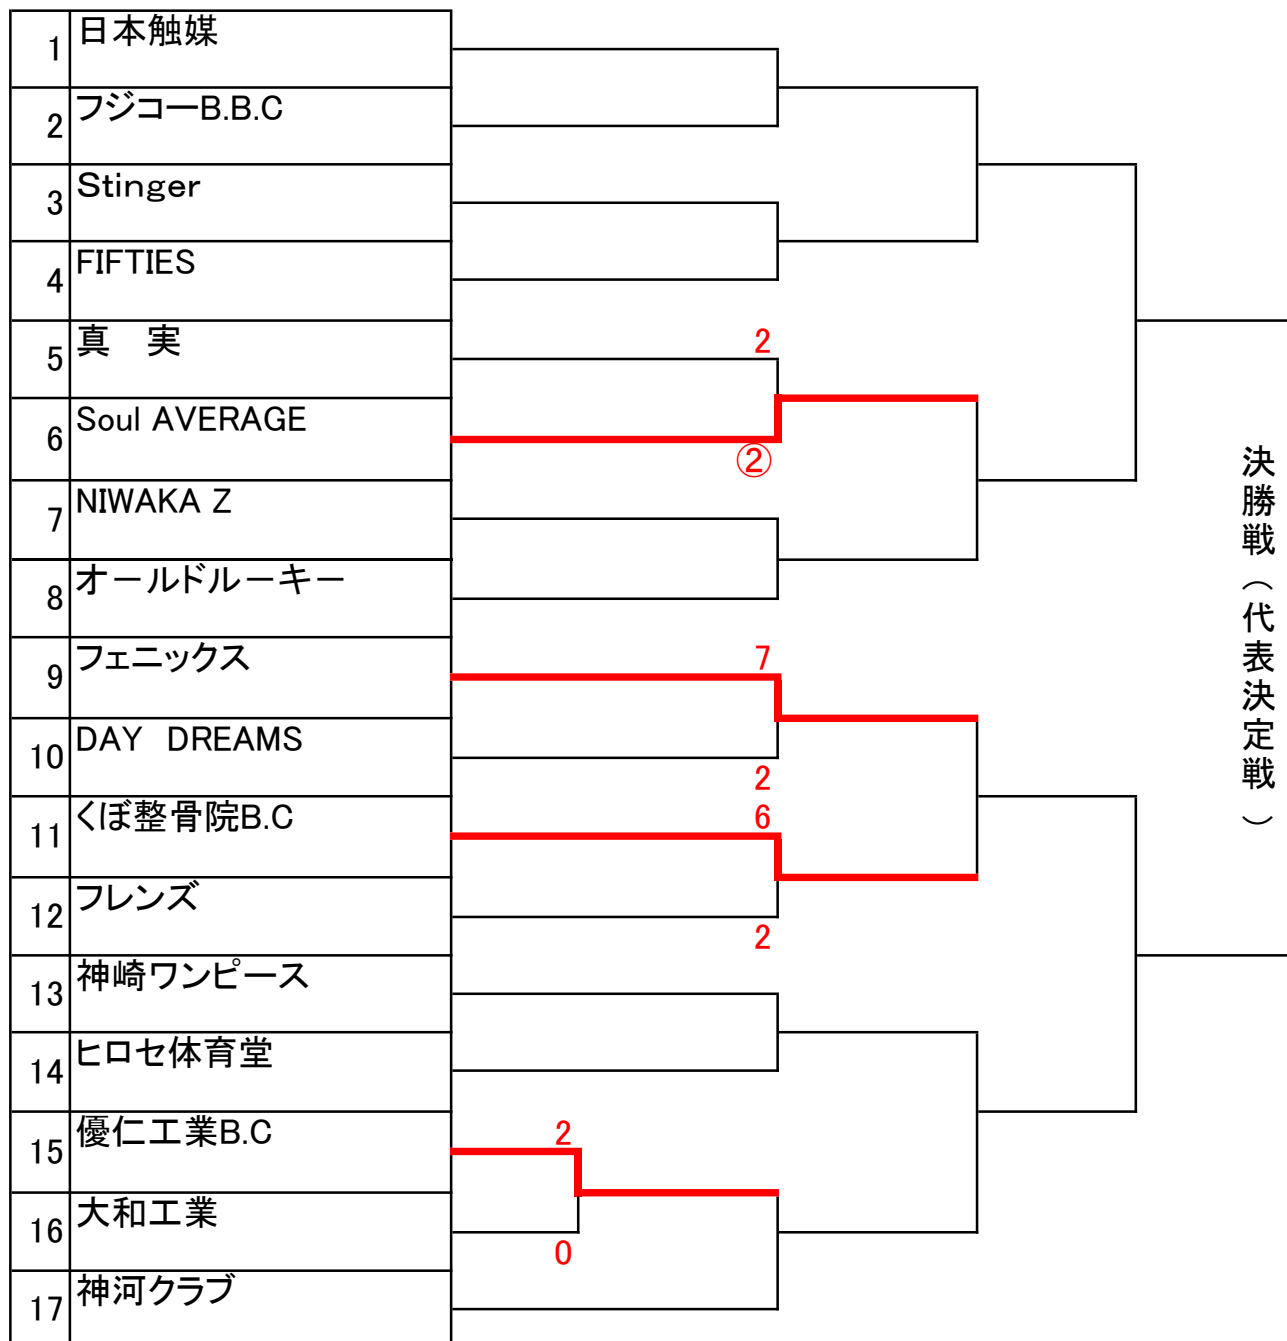 1 日本触媒
2 フジコーB.B.C
3 Stinger
4 FIFTIES
5 真　実
2
6 Soul AVERAGE
②
7 NIWAKA Z
8 オールドルーキー
9 フェニックス
7
10 DAY　DREAMS
2
11 くぼ整骨院B.C
6
12 フレンズ
2
13 神崎ワンピース
14 ヒロセ体育堂
15 優仁工業B.C
2
16 大和工業
0
17 神河クラブ
決勝戦（代表決定戦）